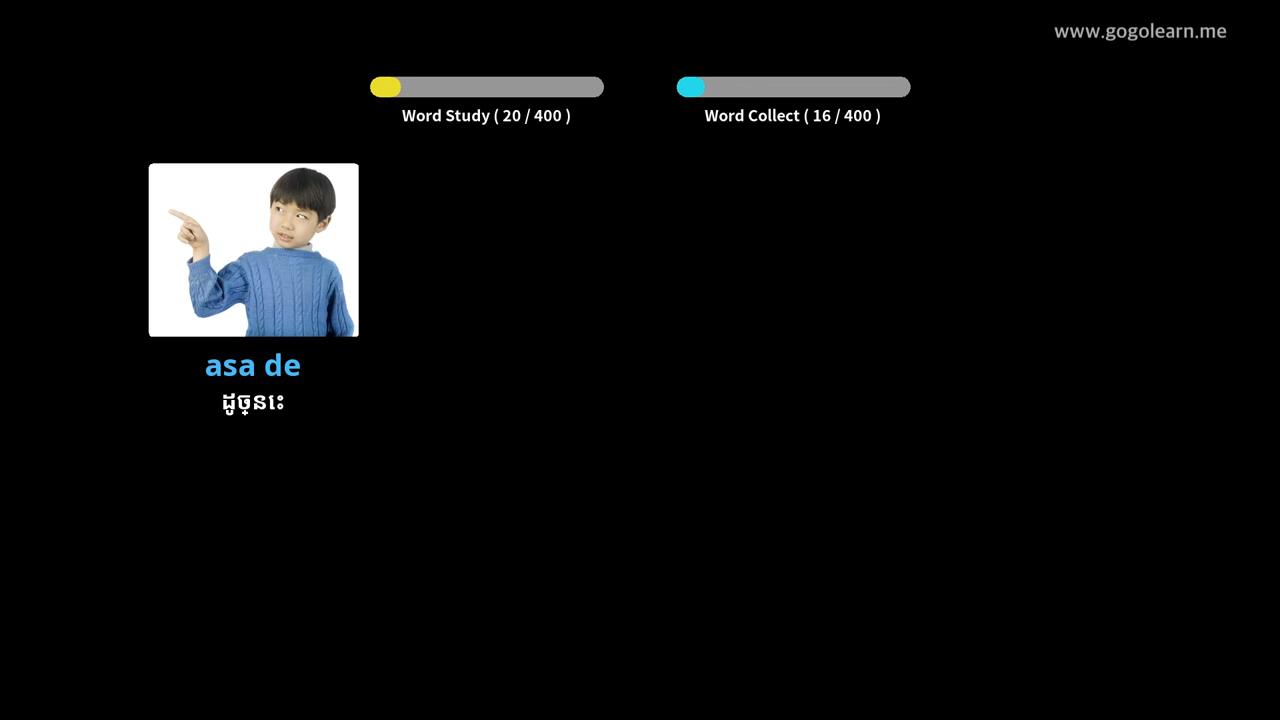 www.gogolearn.me
Word Study ( 20 / 400 )
Word Collect ( 16 / 400 )
asa de
ដូច្នេះ